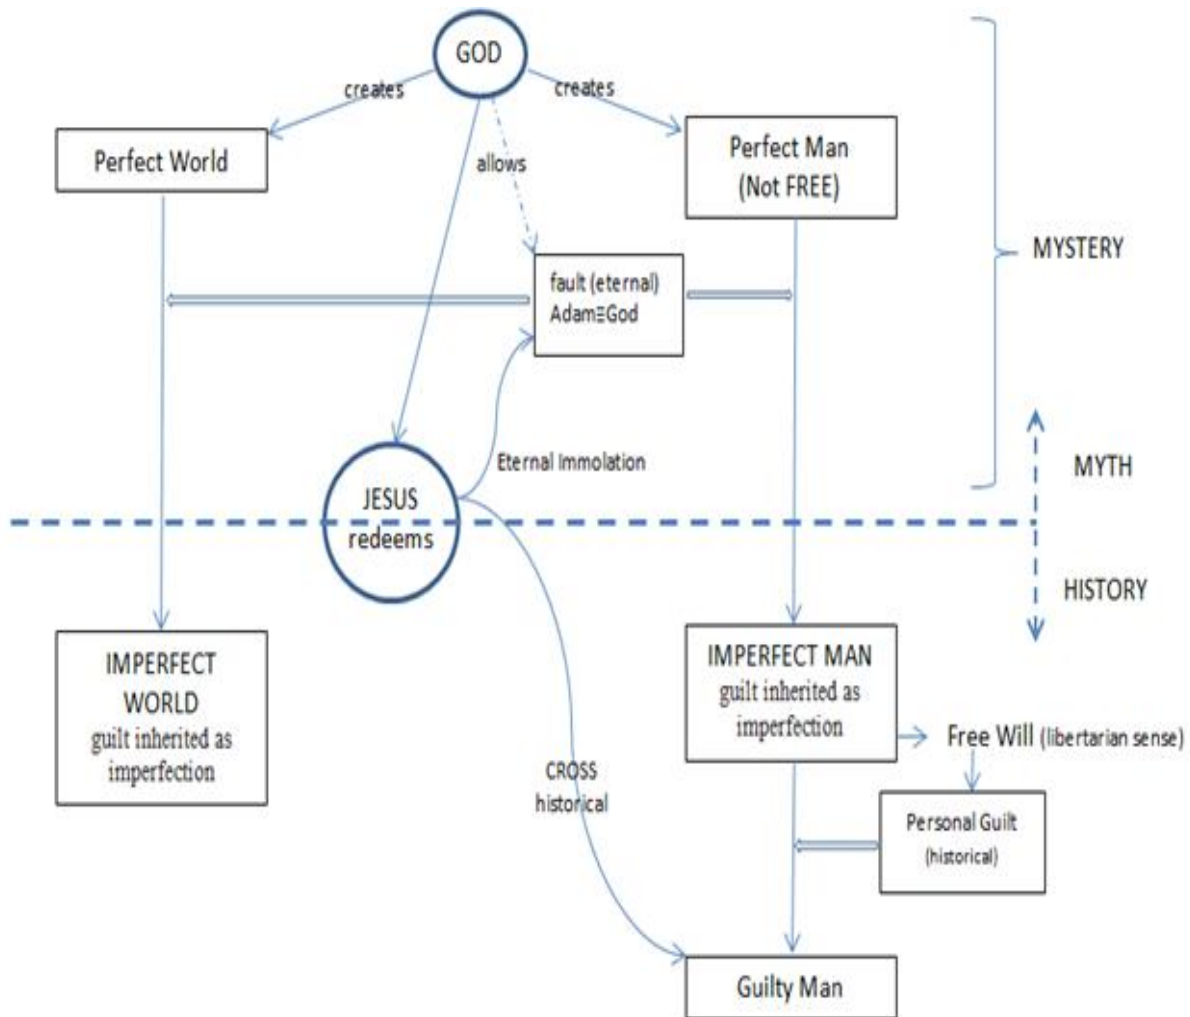 GOD
creates
creates
Perfect World
Perfect Man
(Not FREE)
allows
MYSTERY
fault (eternal)
Adam≡God
Eternal Immolation
MYTH
JESUS
redeems
HISTORY
IMPERFECT
WORLD
guilt inherited as
imperfection
IMPERFECT MAN
guilt inherited as
imperfection
Free Will (libertarian sense)
CROSS
historical
Personal Guilt
(historical)
Guilty Man